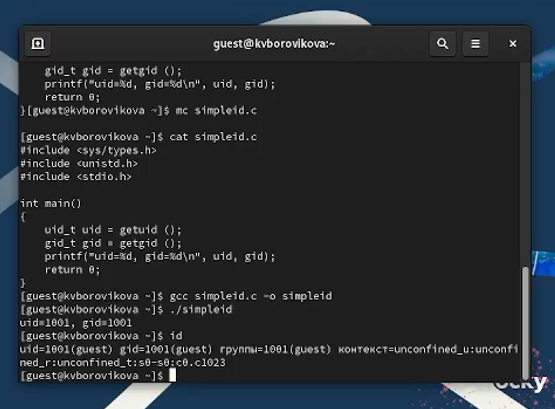 guest@kvborovikova:~
gid_t gid = getgid ();
printf("uid=%d, gid=%d\n", uid, gid);
return 0;
}[guest@kvborovikova ~]$ mc simpleid.c
[guest@kvborovikova ~]$ cat simpleid.c
#include <sys/types.h>
#include <unistd.h>
#include <stdio.h>
int main()
{
uid_t uid = getuid ();
gid_t gid = getgid ();
printf("uid=%d, gid=%d\n", uid, gid);
return 0;
}
[guest@kvborovikova ~]$ gcc simpleid.c -o simpleid
[guest@kvborovikova ~]$ ./simpleid
uid=1001, gid=1001
[guest@kvborovikova ~]$ id
uid=1001(guest) gid=1001(guest) группы=1001(guest) контекст=unconfined_u:unconfi
ned_r:unconfined_t:s0-s0:c0.c1023
[guest@kvborovikova ~]$